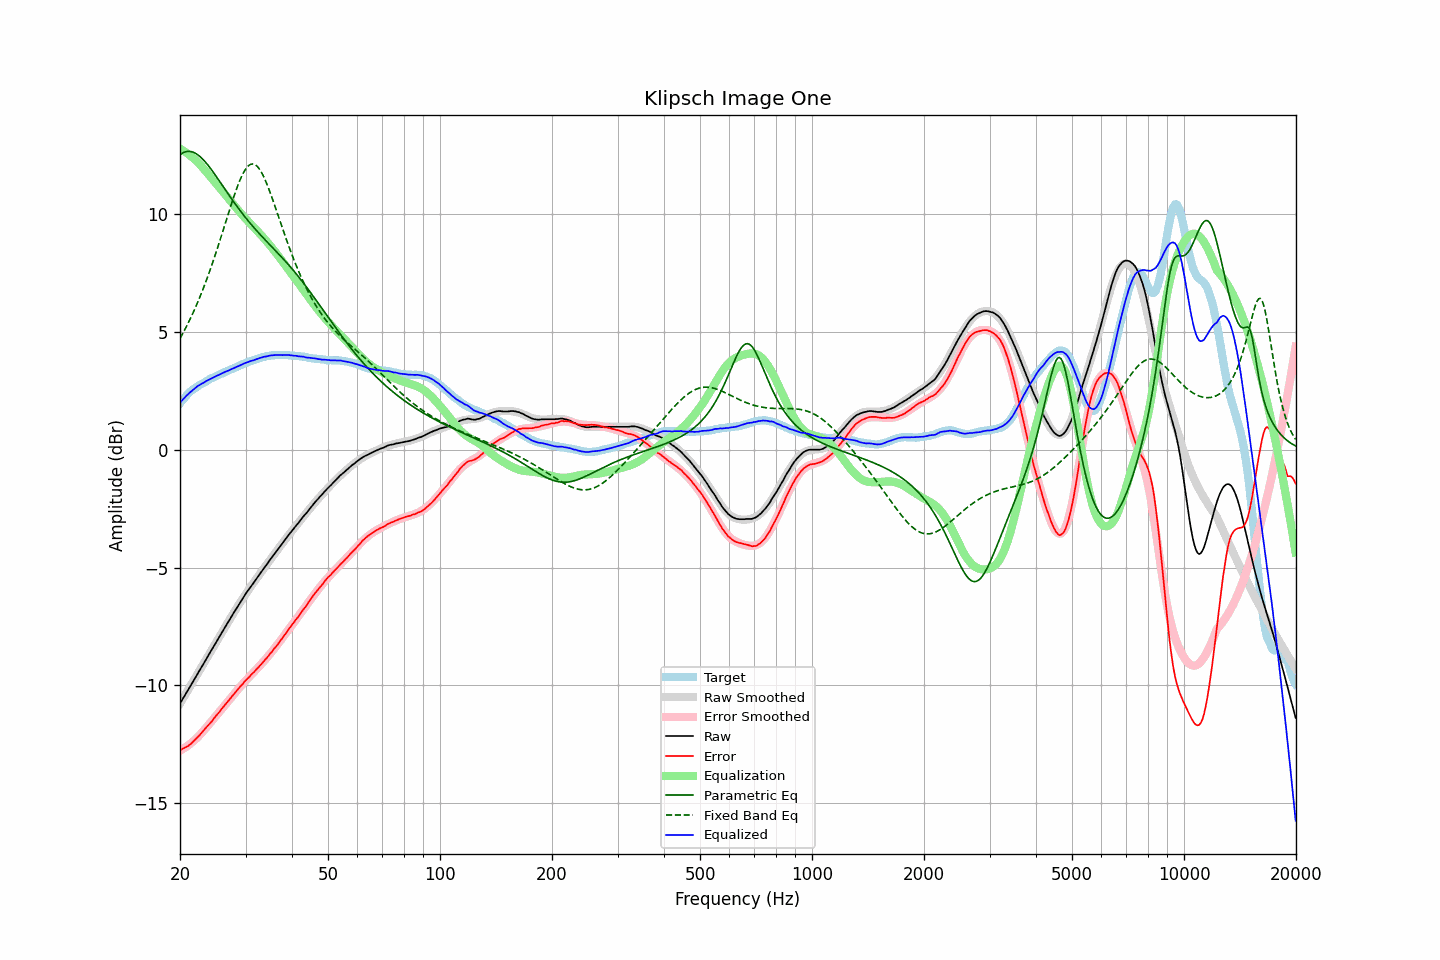 Klipsch Image One
Amplitude (dBr)
10
5
0
−5
−10
−15
Target
Raw Smoothed
Error Smoothed
Raw
Error
Equalization
Parametric Eq
Fixed Band Eq
Equalized
20 50 100 200 500 1000 2000 5000 10000 20000
Frequency (Hz)